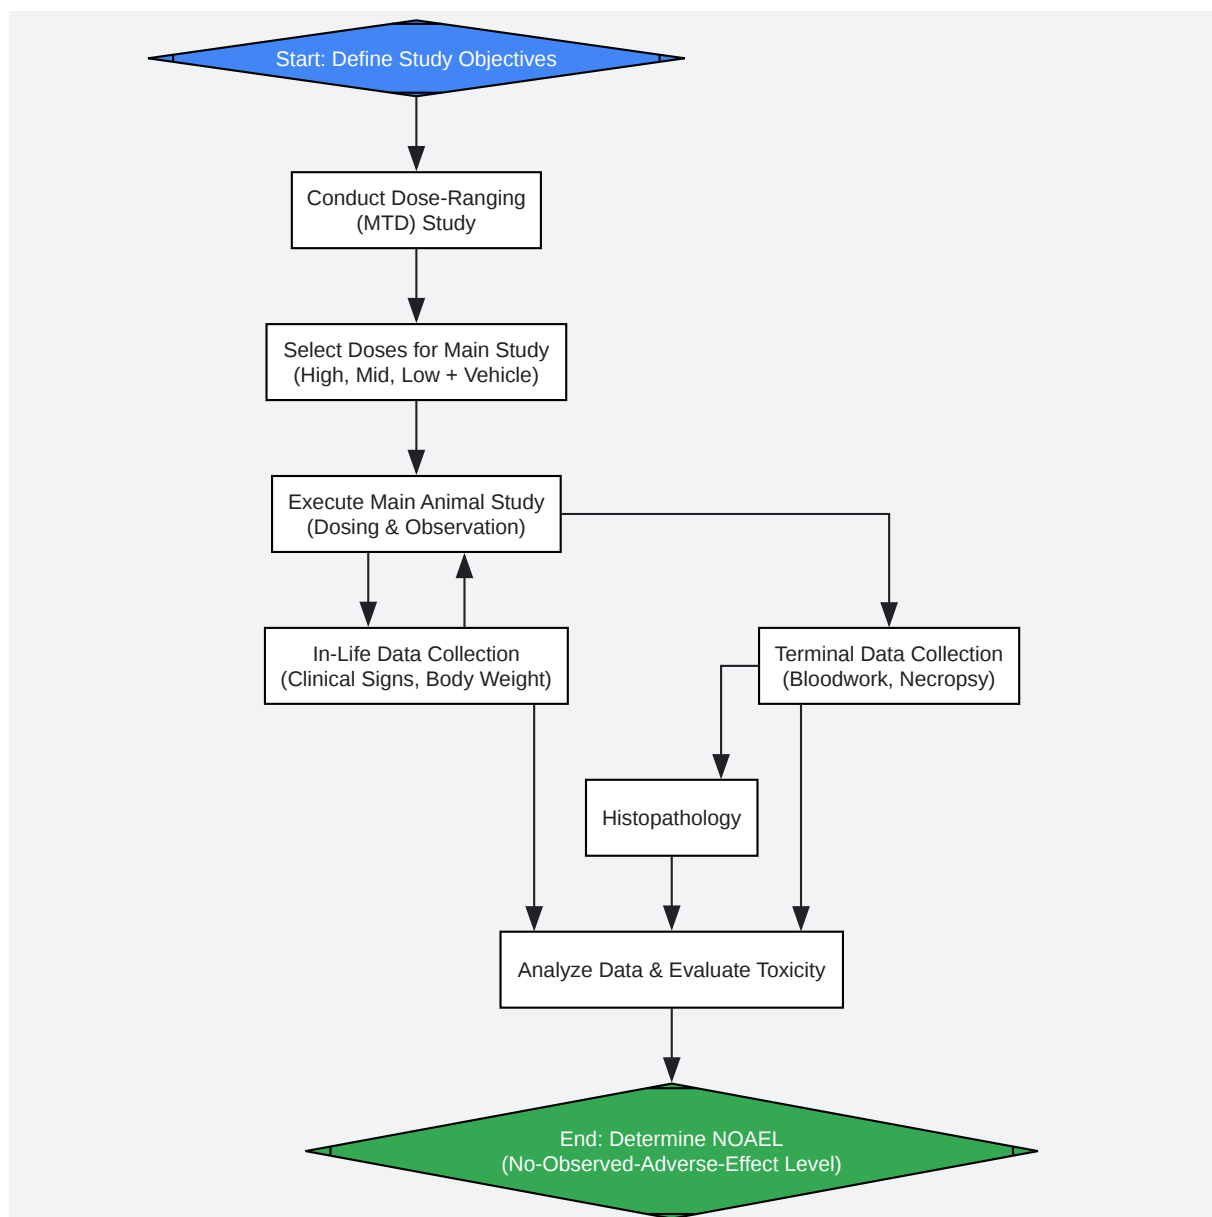 Start: Define Study Objectives
Conduct Dose-Ranging
(MTD) Study
Select Doses for Main Study
(High, Mid, Low + Vehicle)
Execute Main Animal Study
(Dosing & Observation)
In-Life Data Collection
(Clinical Signs, Body Weight)
Terminal Data Collection
(Bloodwork, Necropsy)
Histopathology
Analyze Data & Evaluate Toxicity
End: Determine NOAEL
(No-Observed-Adverse-Effect Level)